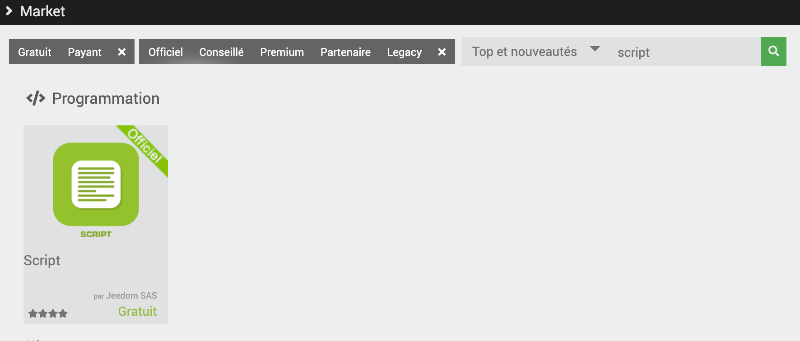 Market
Gratuit Payant × Officiel Conseillé Premium Partenaire Legacy × Top et nouveautés script
</> Programmation
Officiel
SCRIPT
Script
par Jeedom SAS
Gratuit